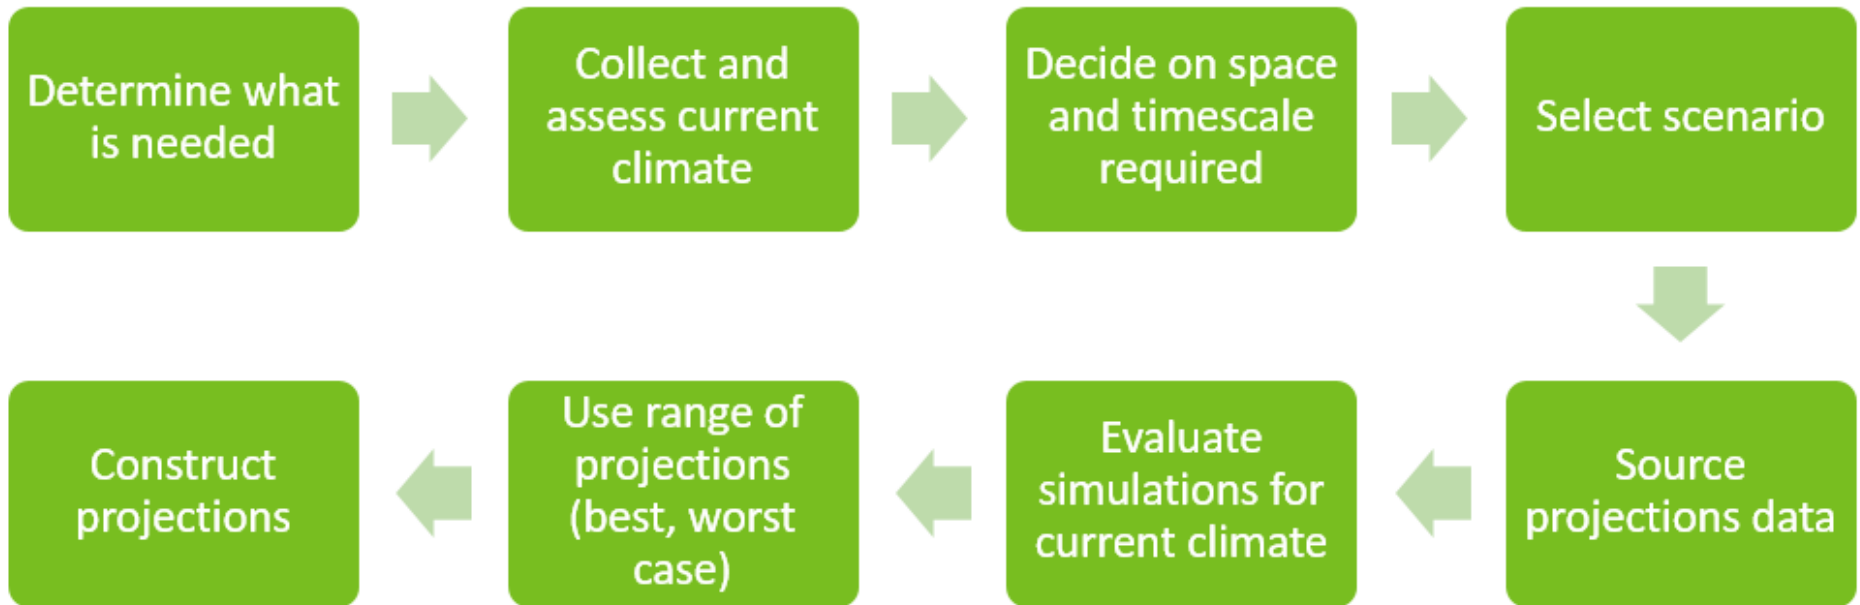 Determine what
is needed
Collect and
assess current
climate
Decide on space
and timescale
required
Select scenario
Source
projections data
Evaluate
simulations for
current climate
Use range of
projections
(best, worst
case)
Construct
projections